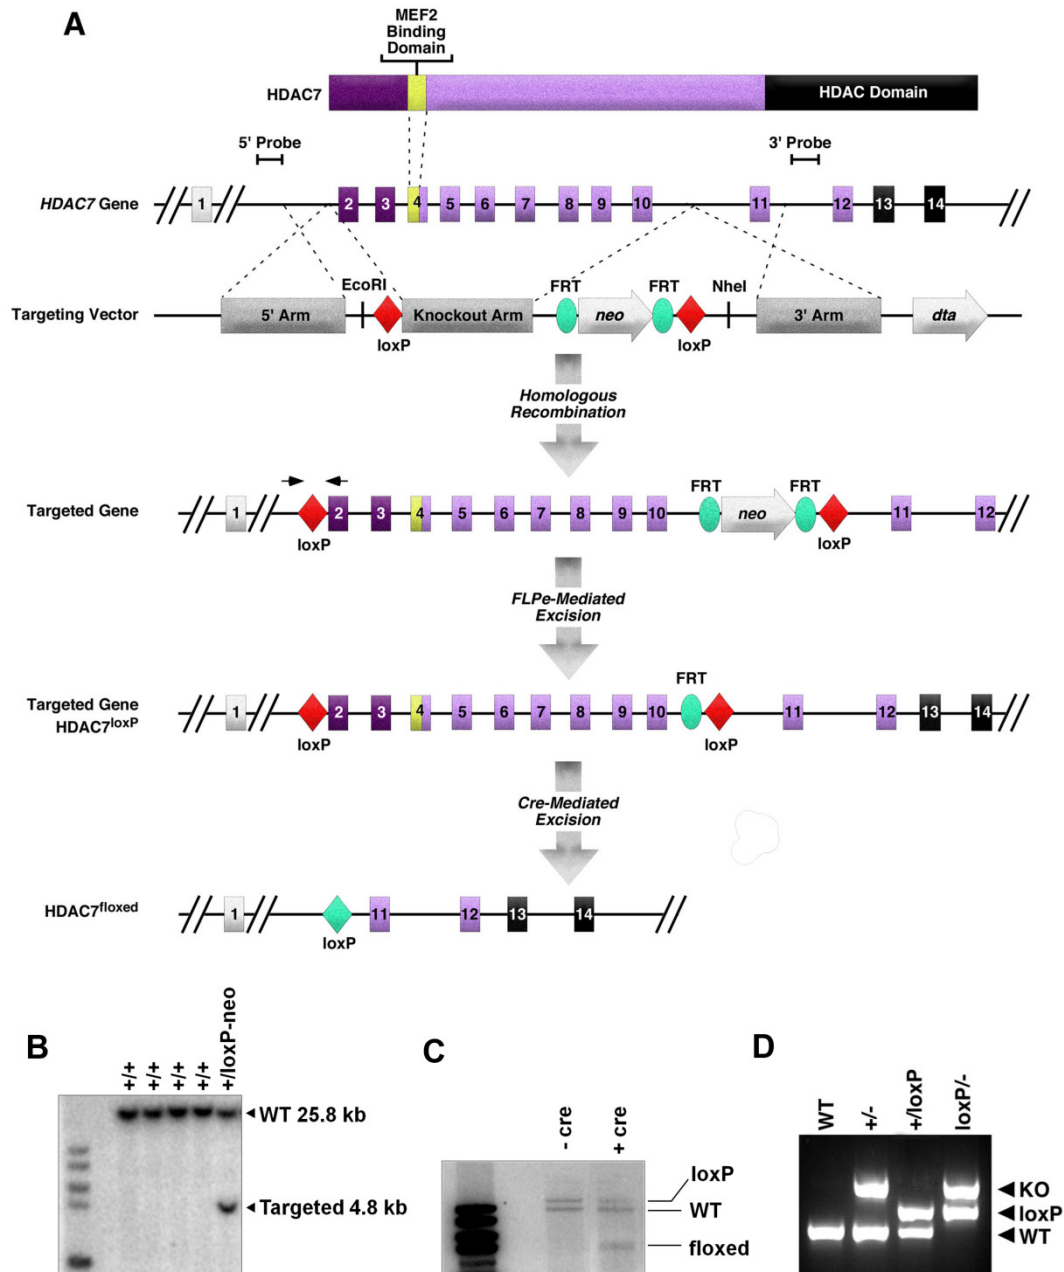 A
MEF2
Binding
Domain
HDAC7
HDAC Domain
5' Probe
3' Probe
HDAC7 Gene
1 2 3 4 5 6 7 8 9 10 11 12 13 14
EcoRI
FRT
FRT
NheI
Targeting Vector
5' Arm
Knockout Arm
neo
3' Arm
dta
loxP
loxP
Homologous
Recombination
FRT
FRT
Targeted Gene
1 2 3 4 5 6 7 8 9 10 neo 11 12
loxP
loxP
FLPe-Mediated
Excision
FRT
Targeted Gene
HDAC7loxP
1 2 3 4 5 6 7 8 9 10 11 12 13 14
loxP
loxP
Cre-Mediated
Excision
HDAC7floxed
1 11 12 13 14
loxP
B
+/+ +/+ +/+ +/+ +/loxP-neo
WT 25.8 kb
Targeted 4.8 kb
C
- cre
+ cre
loxP
WT
floxed
D
WT
+/-
+/loxP
loxP/-
KO
loxP
WT